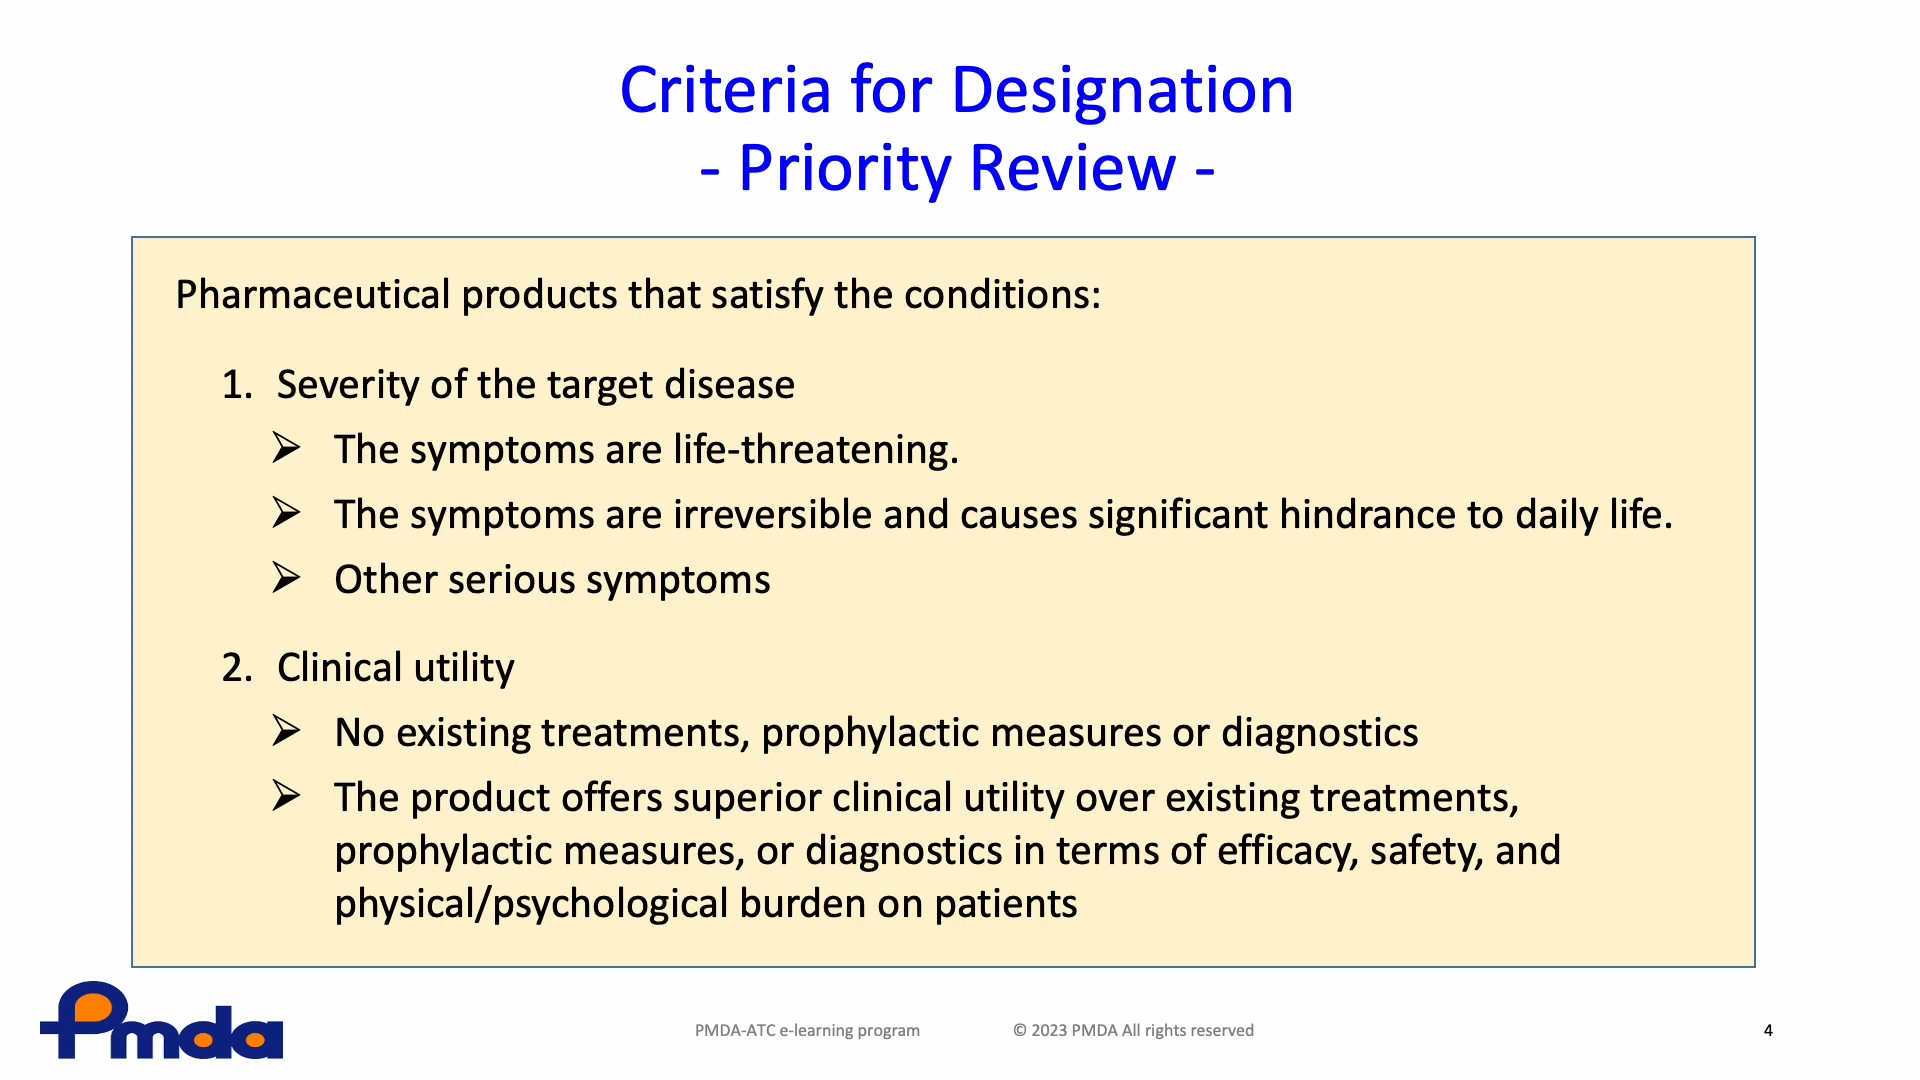 Criteria for Designation
- Priority Review -
Pharmaceutical products that satisfy the conditions:
1. Severity of the target disease
➢ The symptoms are life-threatening.
➢ The symptoms are irreversible and causes significant hindrance to daily life.
➢ Other serious symptoms
2. Clinical utility
➢ No existing treatments, prophylactic measures or diagnostics
➢ The product offers superior clinical utility over existing treatments,
prophylactic measures, or diagnostics in terms of efficacy, safety, and
physical/psychological burden on patients
Pmda
PMDA-ATC e-learning program
© 2023 PMDA All rights reserved
4